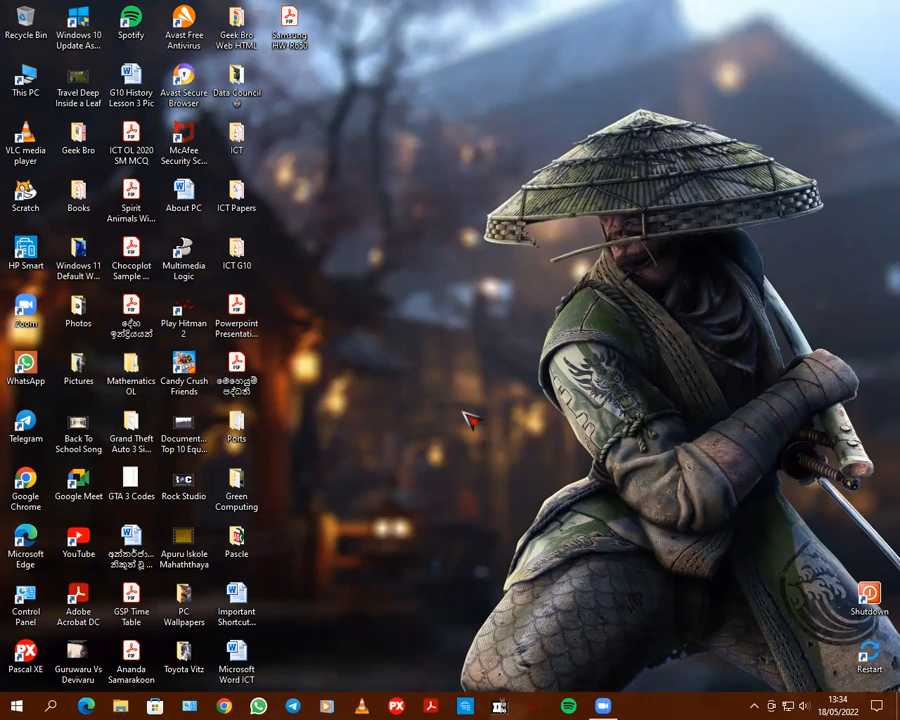 Recycle Bin
Windows 10
Update As...
Spotify
Avast Free
Antivirus
Geek Bro
Web HTML
Samsung
HW-R650
This PC
Travel Deep
Inside a Leaf
G10 History
Lesson 3 Pic
Avast Secure
Browser
Data Council
VLC media
player
Geek Bro
ICT OL 2020
SM MCQ
McAfee
Security Sc...
ICT
Scratch
Books
Spirit
Animals Wi...
About PC
ICT Papers
HP Smart
Windows 11
Default W...
Chocoplot
Sample ...
Multimedia
Logic
ICT G10
Zoom
Photos
දේහ
ඉන්ද්‍රියයන්
Play Hitman
2
Powerpoint
Presentati...
WhatsApp
Pictures
Mathematics
OL
Candy Crush
Friends
මෙහෙයුම්
පද්ධති
Telegram
Back To
School Song
Grand Theft
Auto 3 Si...
Document...
Top 10 Equ...
Ports
Google
Chrome
Google Meet
GTA 3 Codes
Rock Studio
Green
Computing
Microsoft
Edge
YouTube
අන්තර්ජා...
නිකුන් වූ ...
Apuru Iskole
Mahaththaya
Pascle
Control
Panel
Adobe
Acrobat DC
GSP Time
Table
PC
Wallpapers
Important
Shortcut...
Pascal XE
Guruwaru Vs
Devivaru
Ananda
Samarakoon
Toyota Vitz
Microsoft
Word ICT
Shutdown
Restart
13:34
18/05/2022